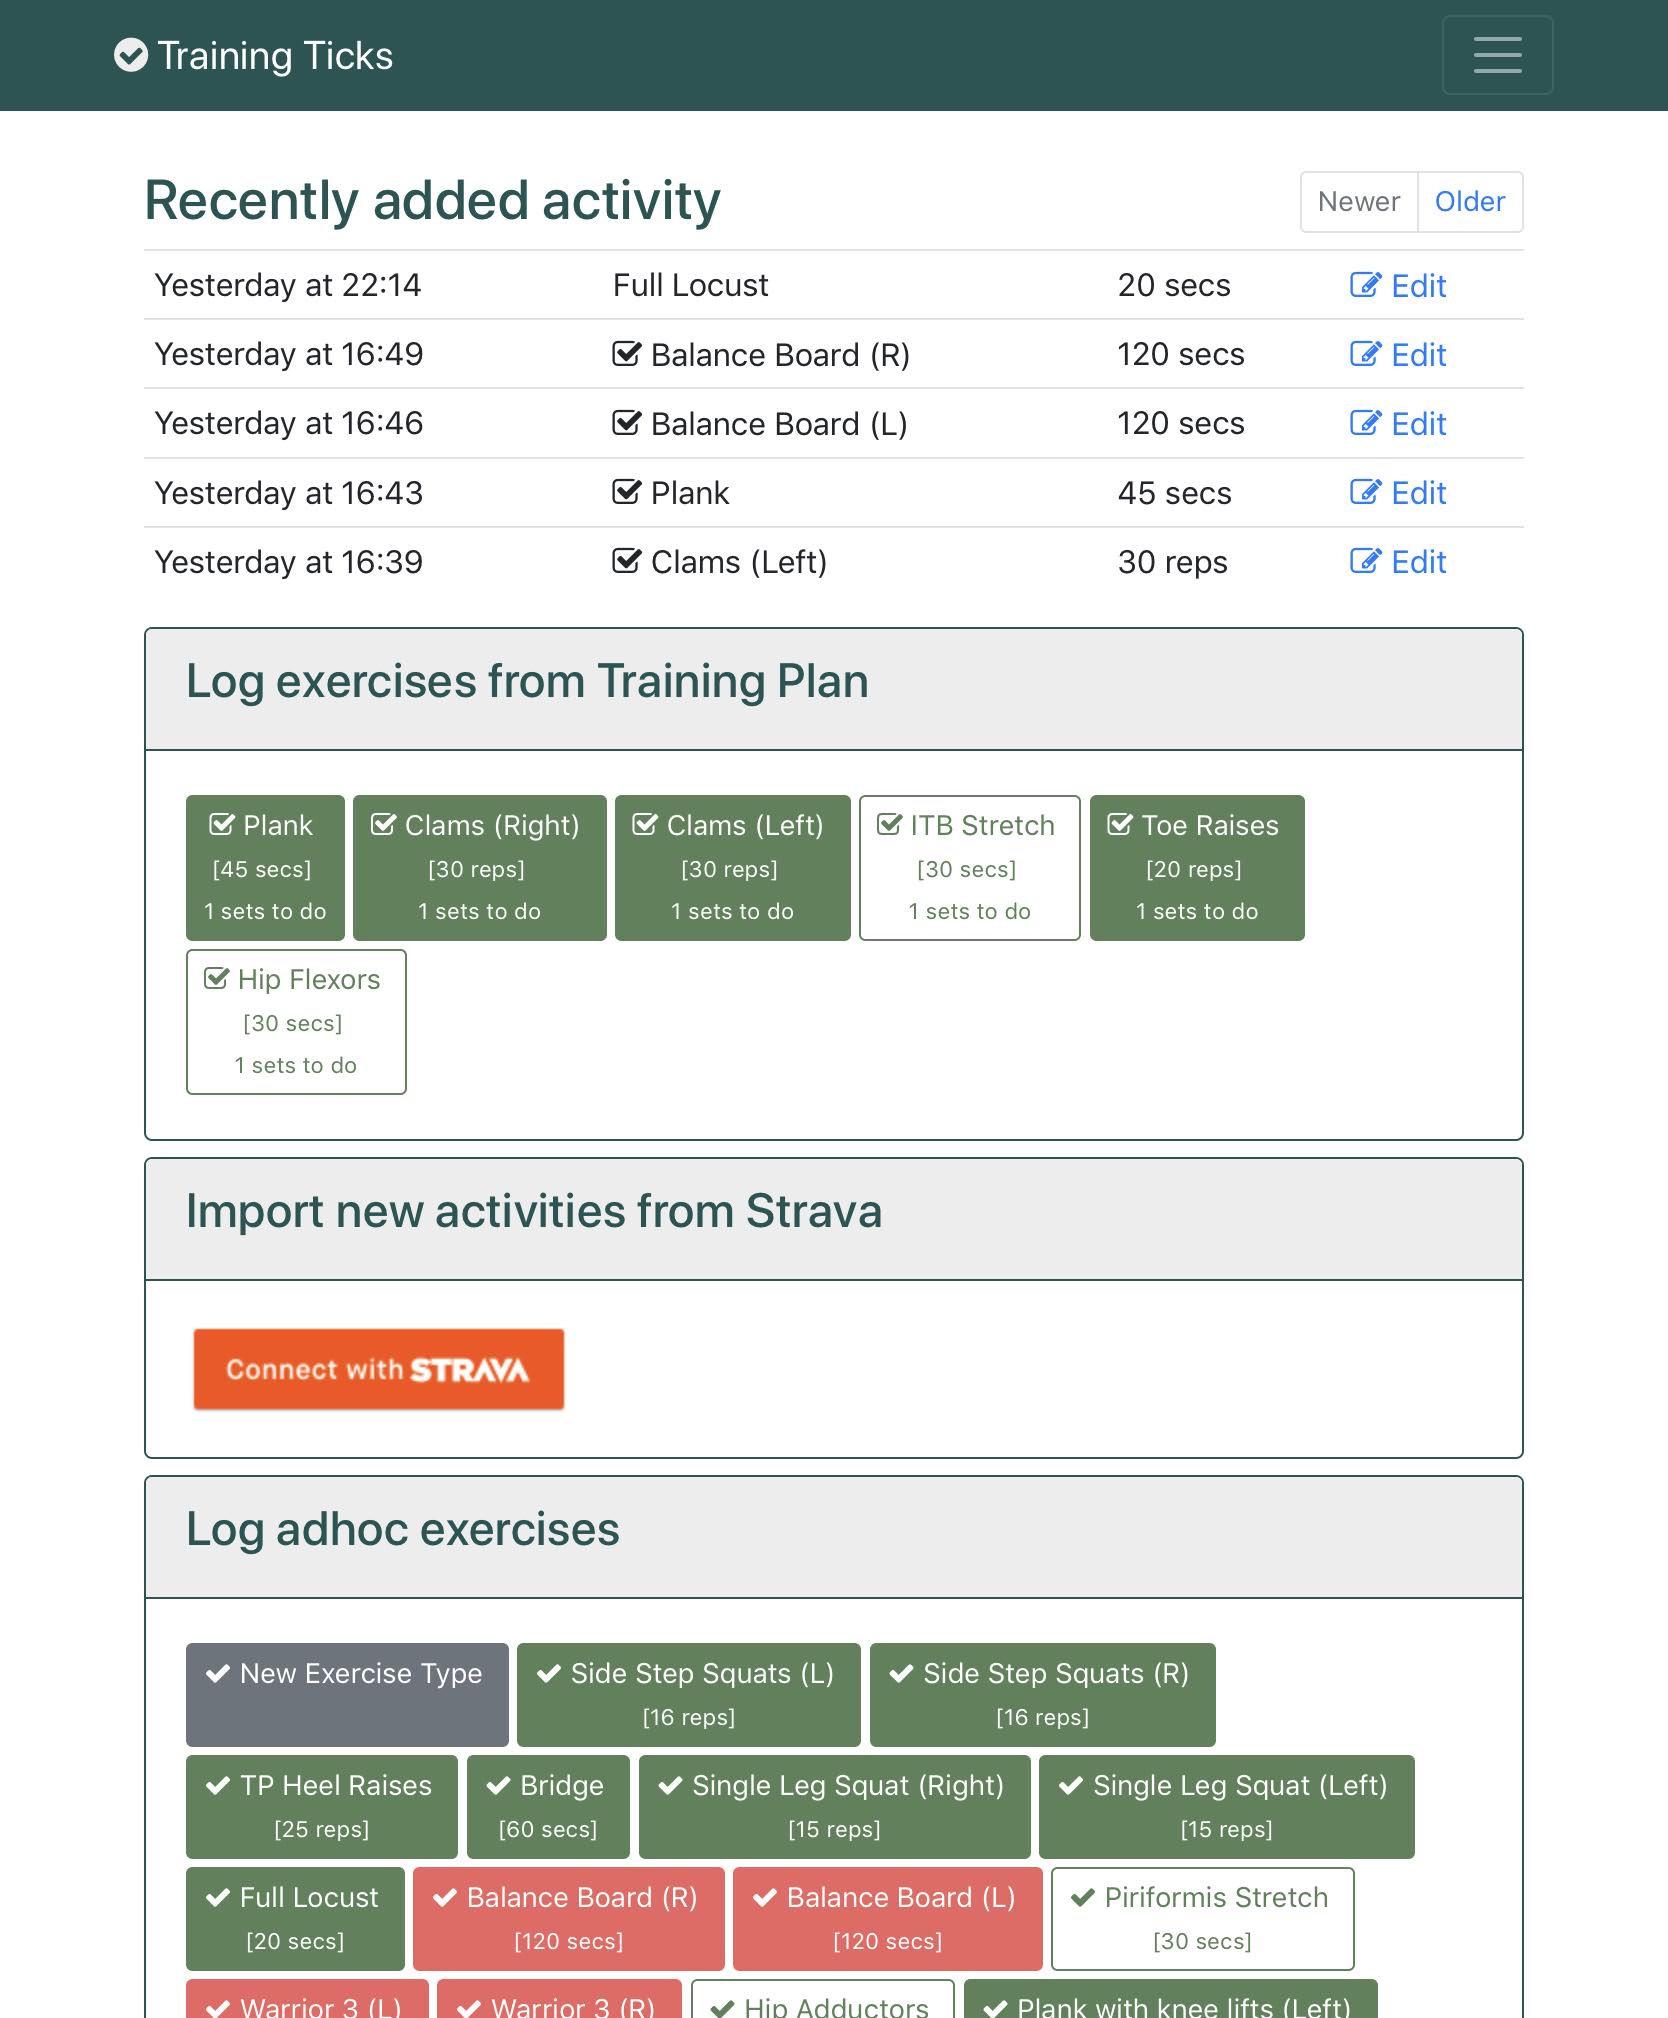 Training Ticks
Recently added activity
Newer Older
Yesterday at 22:14 Full Locust 20 secs Edit
Yesterday at 16:49 Balance Board (R) 120 secs Edit
Yesterday at 16:46 Balance Board (L) 120 secs Edit
Yesterday at 16:43 Plank 45 secs Edit
Yesterday at 16:39 Clams (Left) 30 reps Edit
Log exercises from Training Plan
Plank Clams (Right) Clams (Left) ITB Stretch Toe Raises
[45 secs] [30 reps] [30 reps] [30 secs] [20 reps]
1 sets to do 1 sets to do 1 sets to do 1 sets to do 1 sets to do
Hip Flexors
[30 secs]
1 sets to do
Import new activities from Strava
Connect with STRAVA
Log adhoc exercises
New Exercise Type Side Step Squats (L) Side Step Squats (R)
[16 reps] [16 reps]
TP Heel Raises Bridge Single Leg Squat (Right) Single Leg Squat (Left)
[25 reps] [60 secs] [15 reps] [15 reps]
Full Locust Balance Board (R) Balance Board (L) Piriformis Stretch
[20 secs] [120 secs] [120 secs] [30 secs]
Warrior 3 (L) Warrior 3 (R) Hip Adductors Plank with knee lifts (Left)